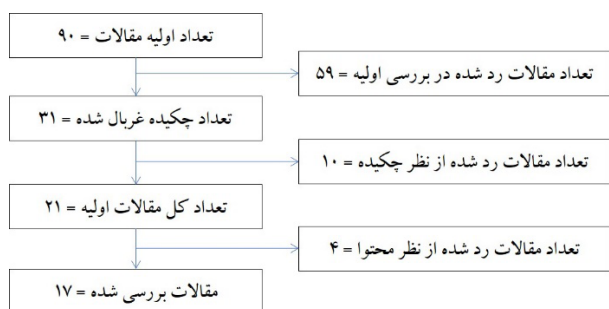 تعداد اولیه مقالات = ۹۰
تعداد مقالات رد شده در بررسی اولیه = ۵۹
تعداد چکیده غربال شده = ۳۱
تعداد مقالات رد شده از نظر چکیده = ۱۰
تعداد کل مقالات اولیه = ۲۱
تعداد مقالات رد شده از نظر محتوا = ۴
مقالات بررسی شده = ۱۷